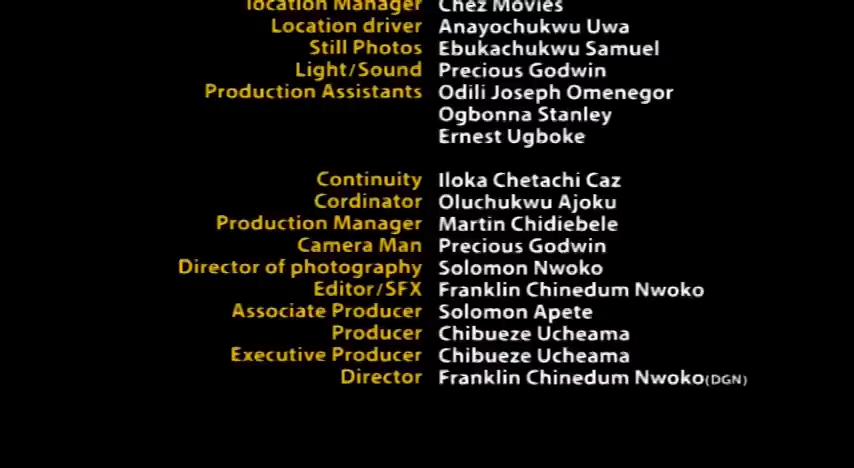 location Manager Chez Movies
Location driver Anayochukwu Uwa
Still Photos Ebukachukwu Samuel
Light/Sound Precious Godwin
Production Assistants Odili Joseph Omenegor
Ogbonna Stanley
Ernest Ugboke
Continuity Iloka Chetachi Caz
Cordinator Oluchukwu Ajoku
Production Manager Martin Chidiebele
Camera Man Precious Godwin
Director of photography Solomon Nwoko
Editor/SFX Franklin Chinedum Nwoko
Associate Producer Solomon Apete
Producer Chibueze Ucheama
Executive Producer Chibueze Ucheama
Director Franklin Chinedum Nwoko(DGN)